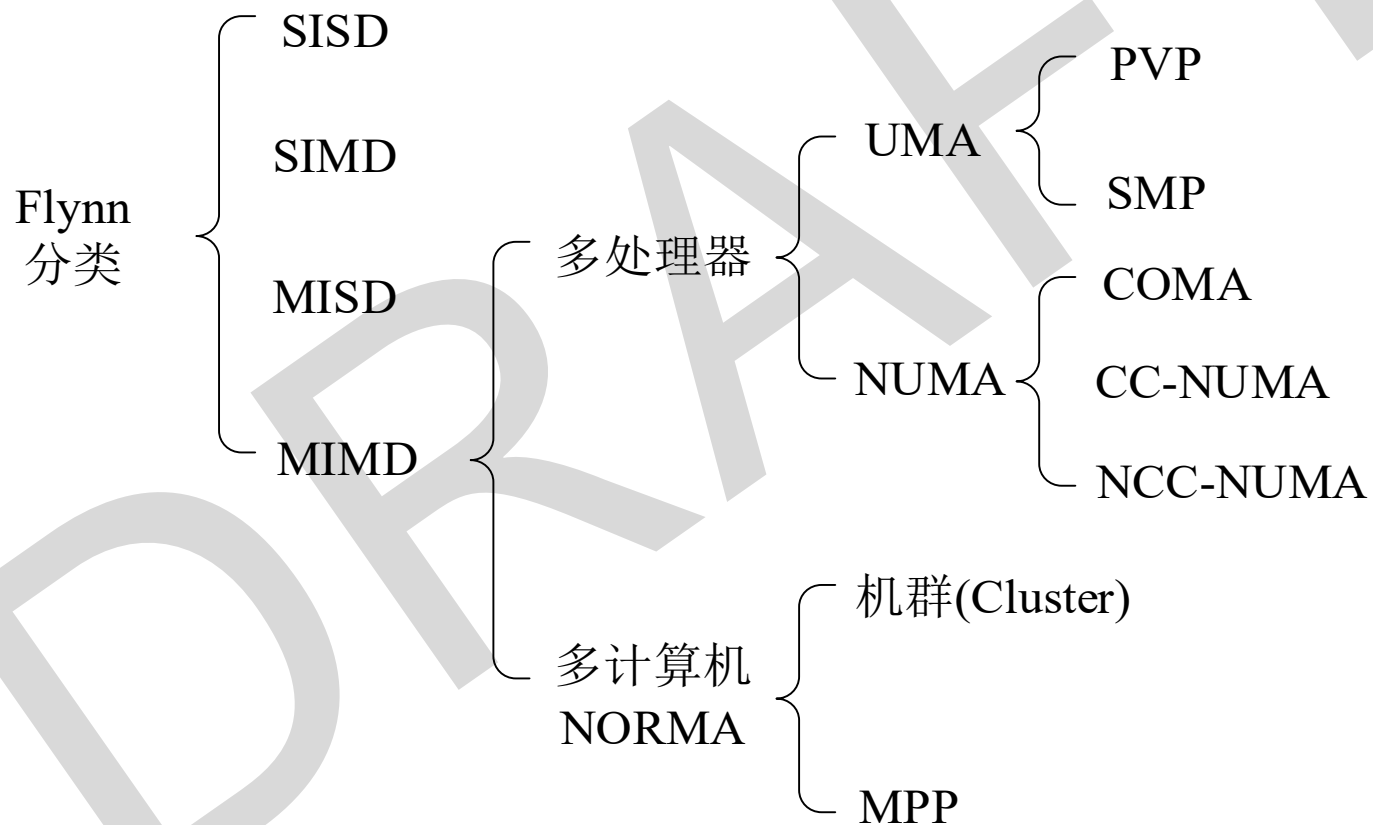 Flynn
分类
SISD
SIMD
MISD
MIMD
多处理器
UMA
PVP
SMP
NUMA
COMA
CC-NUMA
NCC-NUMA
多计算机
NORMA
机群(Cluster)
MPP
DRAFT